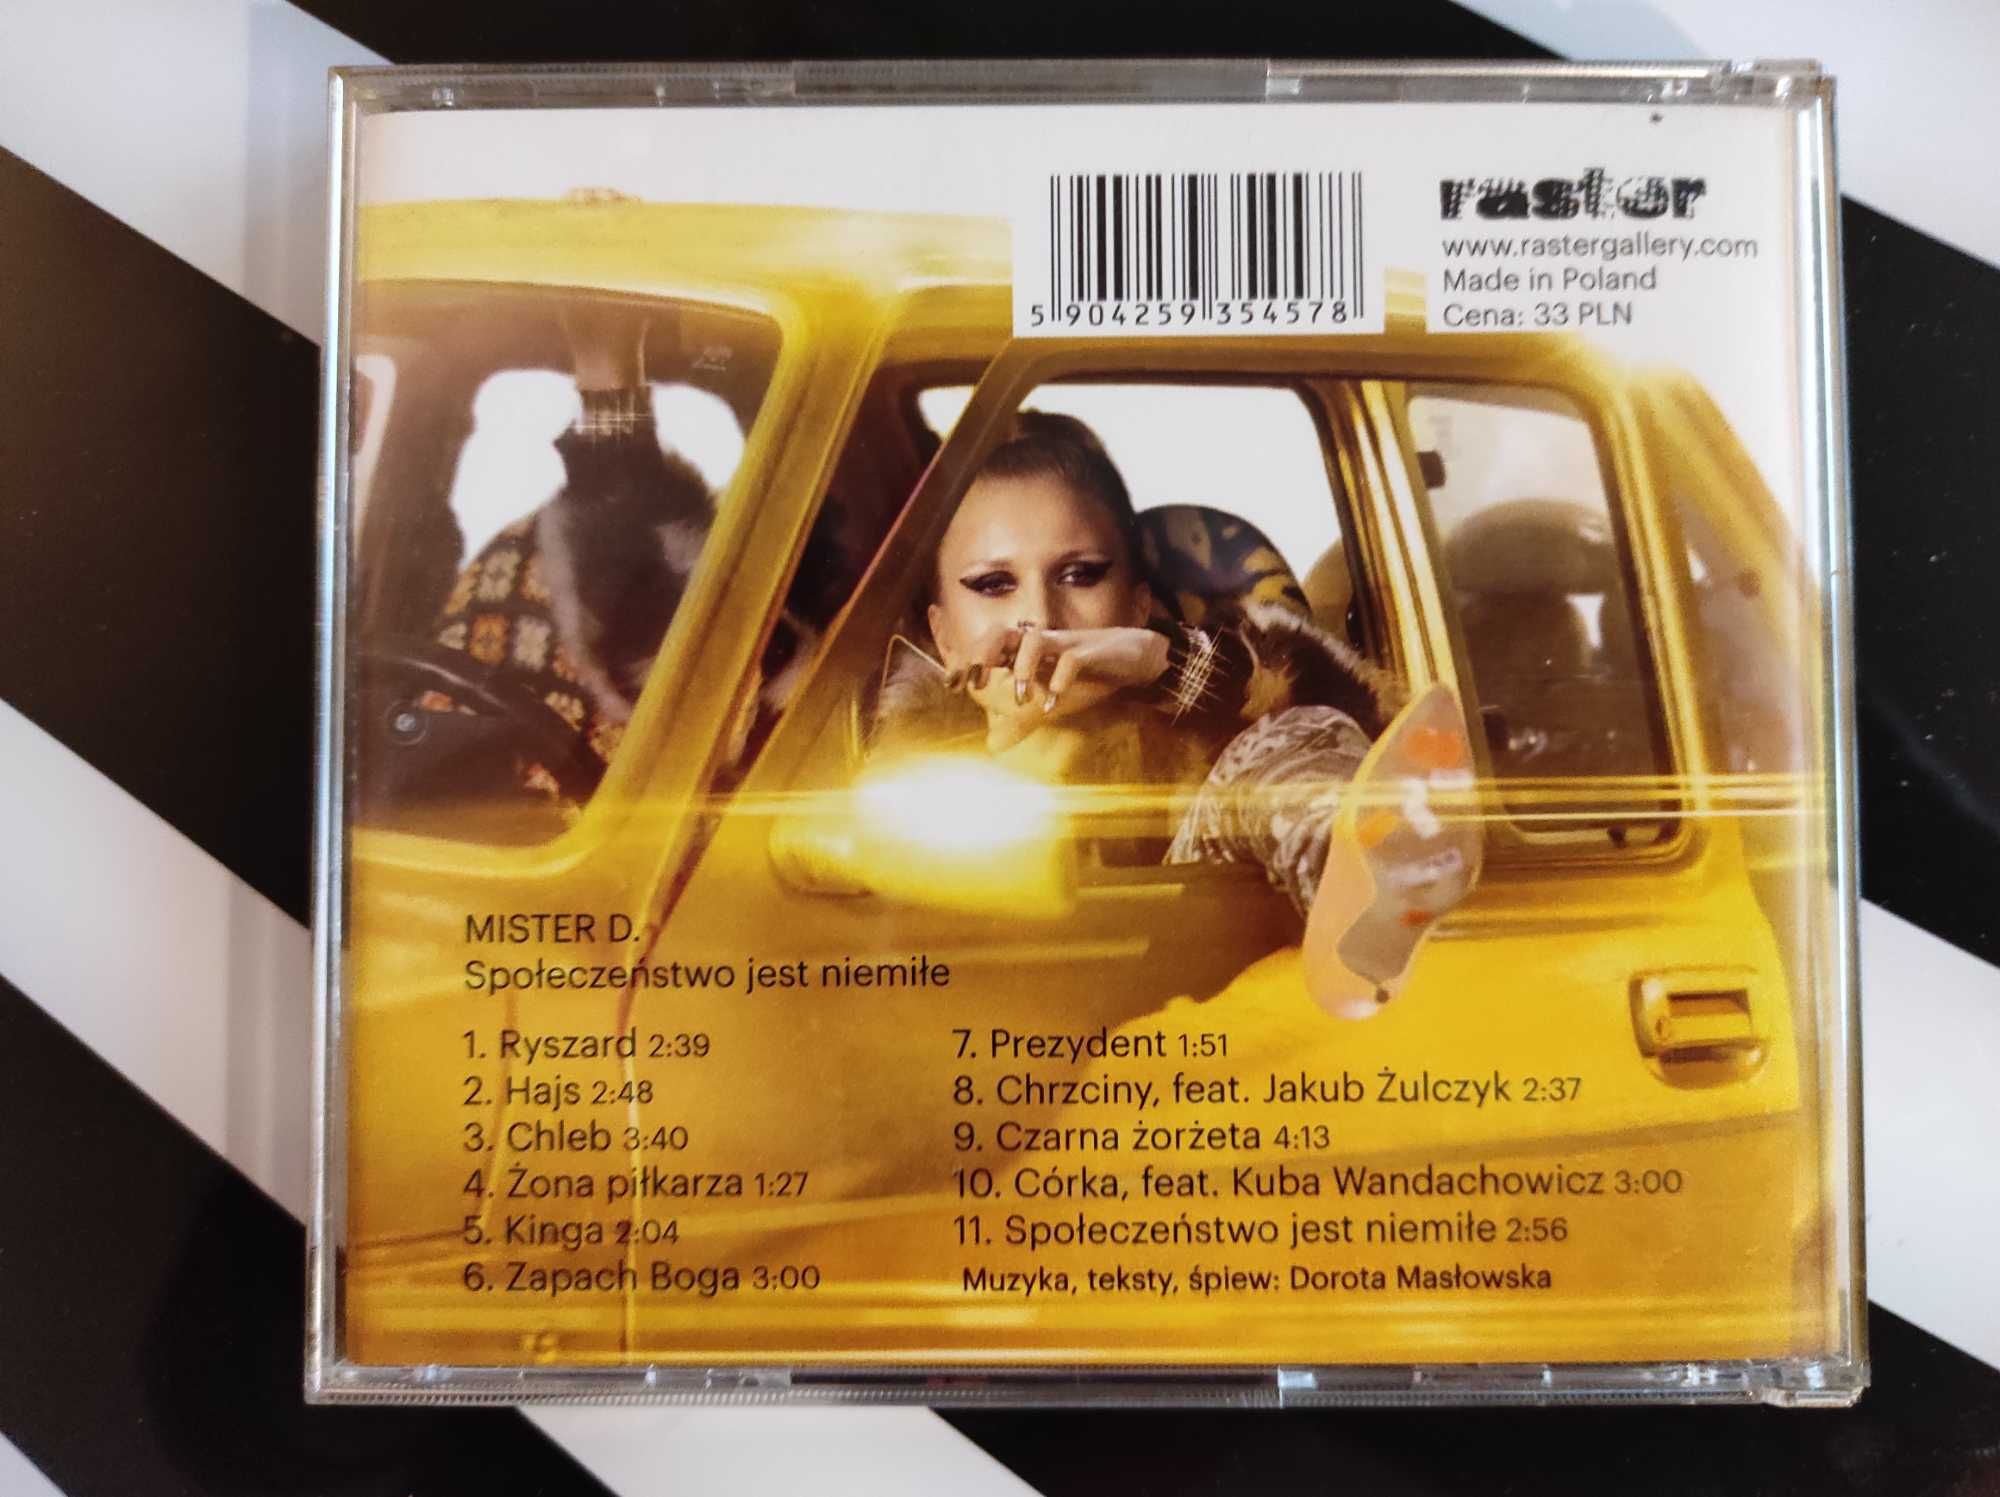 raster
www.rastergallery.com
Made in Poland
Cena: 33 PLN
5 904259 354578
MISTER D.
Społeczeństwo jest niemiłe
1. Ryszard 2:39
2. Hajs 2:48
3. Chleb 3:40
4. Żona piłkarza 1:27
5. Kinga 2:04
6. Zapach Boga 3:00
7. Prezydent 1:51
8. Chrzciny, feat. Jakub Żulczyk 2:37
9. Czarna żorżeta 4:13
10. Córka, feat. Kuba Wandachowicz 3:00
11. Społeczeństwo jest niemiłe 2:56
Muzyka, teksty, śpiew: Dorota Masłowska